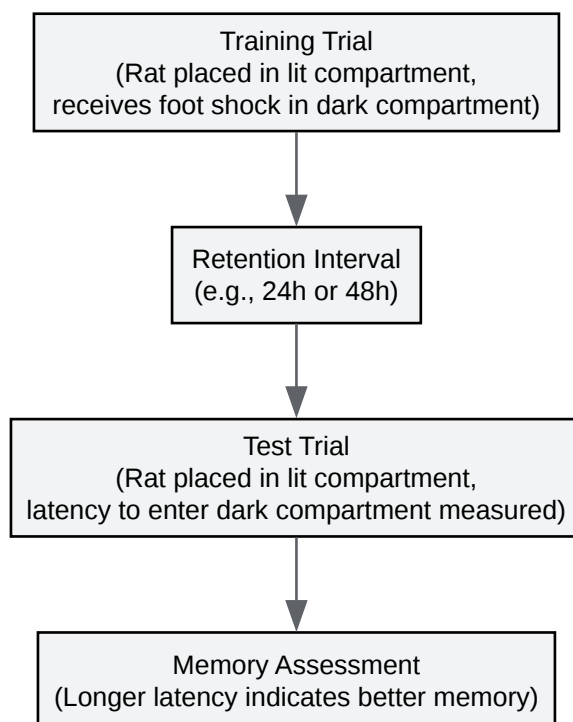 Training Trial
(Rat placed in lit compartment,
receives foot shock in dark compartment)
Retention Interval
(e.g., 24h or 48h)
Test Trial
(Rat placed in lit compartment,
latency to enter dark compartment measured)
Memory Assessment
(Longer latency indicates better memory)